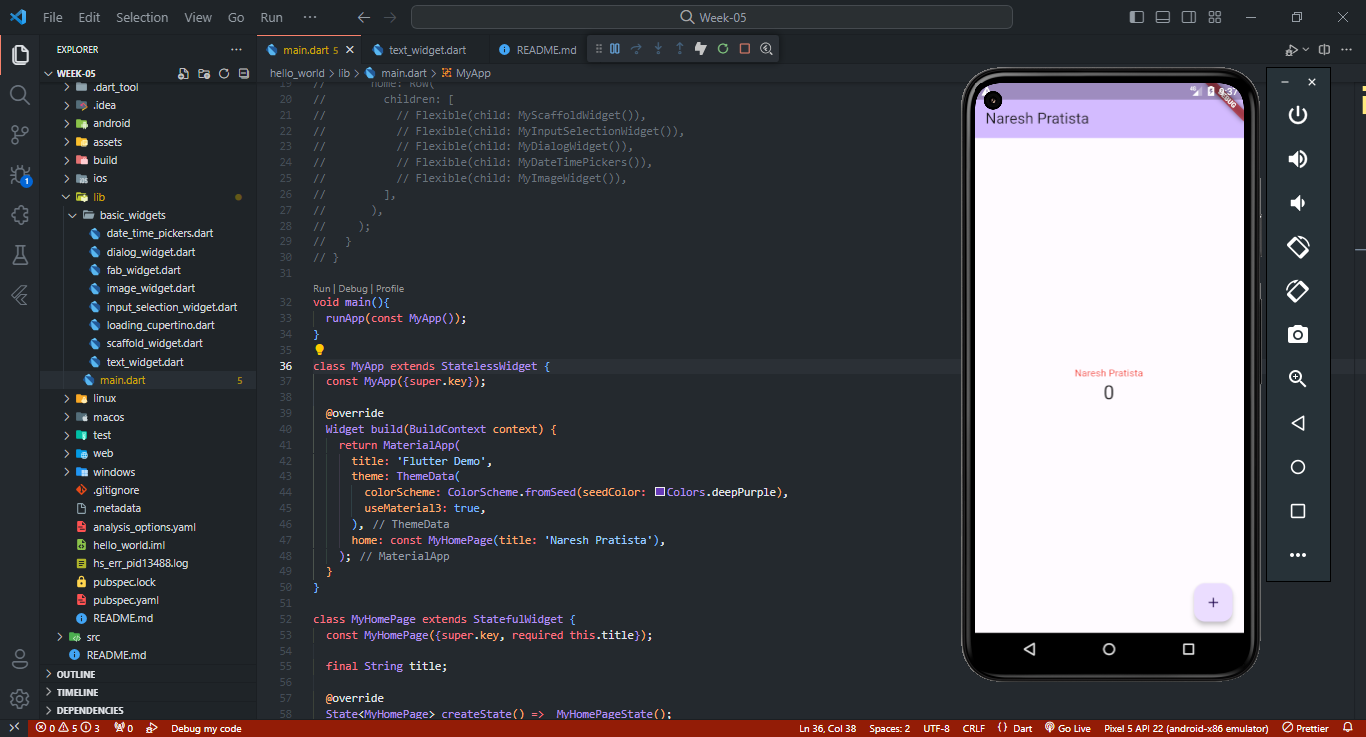 File Edit Selection View Go Run ··· Week-05
EXPLORER ···
WEEK-05
.dart_tool
.idea
android
assets
build
ios
lib
basic_widgets
date_time_pickers.dart
dialog_widget.dart
fab_widget.dart
image_widget.dart
input_selection_widget.dart
loading_cupertino.dart
scaffold_widget.dart
text_widget.dart
main.dart 5
linux
macos
test
web
windows
.gitignore
.metadata
analysis_options.yaml
hello_world.iml
hs_err_pid13488.log
pubspec.lock
pubspec.yaml
README.md
src
README.md
OUTLINE
TIMELINE
DEPENDENCIES
1
main.dart 5 text_widget.dart README.md
hello_world > lib > main.dart > MyApp
19 // home: Row(
20 // children: [
21 // // Flexible(child: MyScaffoldWidget()),
22 // // Flexible(child: MyInputSelectionWidget()),
23 // // Flexible(child: MyDialogWidget()),
24 // // Flexible(child: MyDateTimePickers()),
25 // // Flexible(child: MyImageWidget()),
26 // ],
27 // ),
28 // );
29 // }
30 // }
31
Run | Debug | Profile
32 void main(){
33 runApp(const MyApp());
34 }
35
36 class MyApp extends StatelessWidget {
37 const MyApp({super.key});
38
39 @override
40 Widget build(BuildContext context) {
41 return MaterialApp(
42 title: 'Flutter Demo',
43 theme: ThemeData(
44 colorScheme: ColorScheme.fromSeed(seedColor: Colors.deepPurple),
45 useMaterial3: true,
46 ), // ThemeData
47 home: const MyHomePage(title: 'Naresh Pratista'),
48 ); // MaterialApp
49 }
50 }
51
52 class MyHomePage extends StatefulWidget {
53 const MyHomePage({super.key, required this.title});
54
55 final String title;
56
57 @override
58 State<MyHomePage> createState() => _MyHomePageState();
9:37
Naresh Pratista
Naresh Pratista
0
+
0 5 3 0 Debug my code Ln 36, Col 38 Spaces: 2 UTF-8 CRLF {} Dart Go Live Pixel 5 API 22 (android-x86 emulator) Prettier